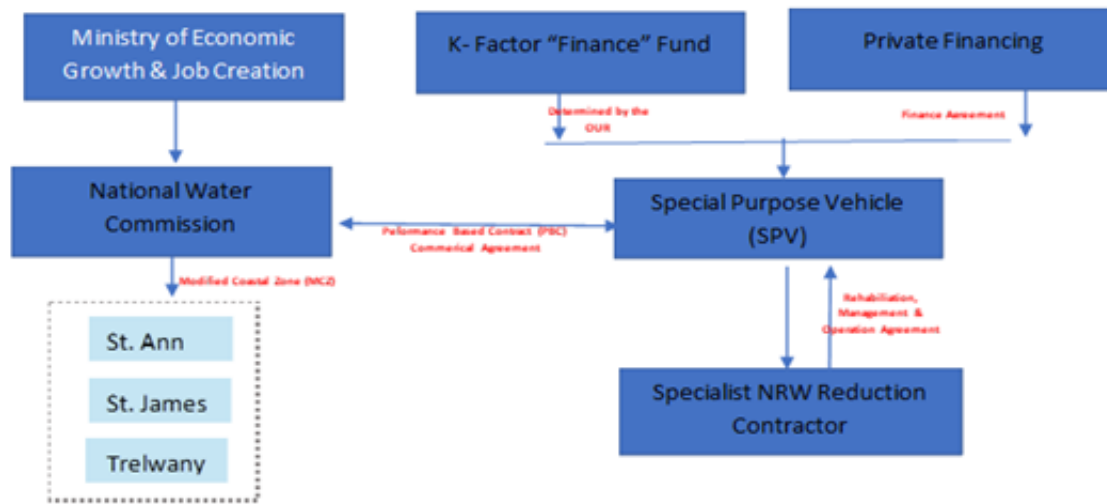 Ministry of Economic
Growth & Job Creation
K- Factor "Finance" Fund
Private Financing
Determined by the
OUR
Finance Agreement
National Water
Commission
Special Purpose Vehicle
(SPV)
Peformance Based Contract (PBC)
Commerical Agreement
Modified Coastal Zone (MCZ)
Rehabiliation,
Management &
Operation Agreement
St. Ann
St. James
Trelwany
Specialist NRW Reduction
Contractor